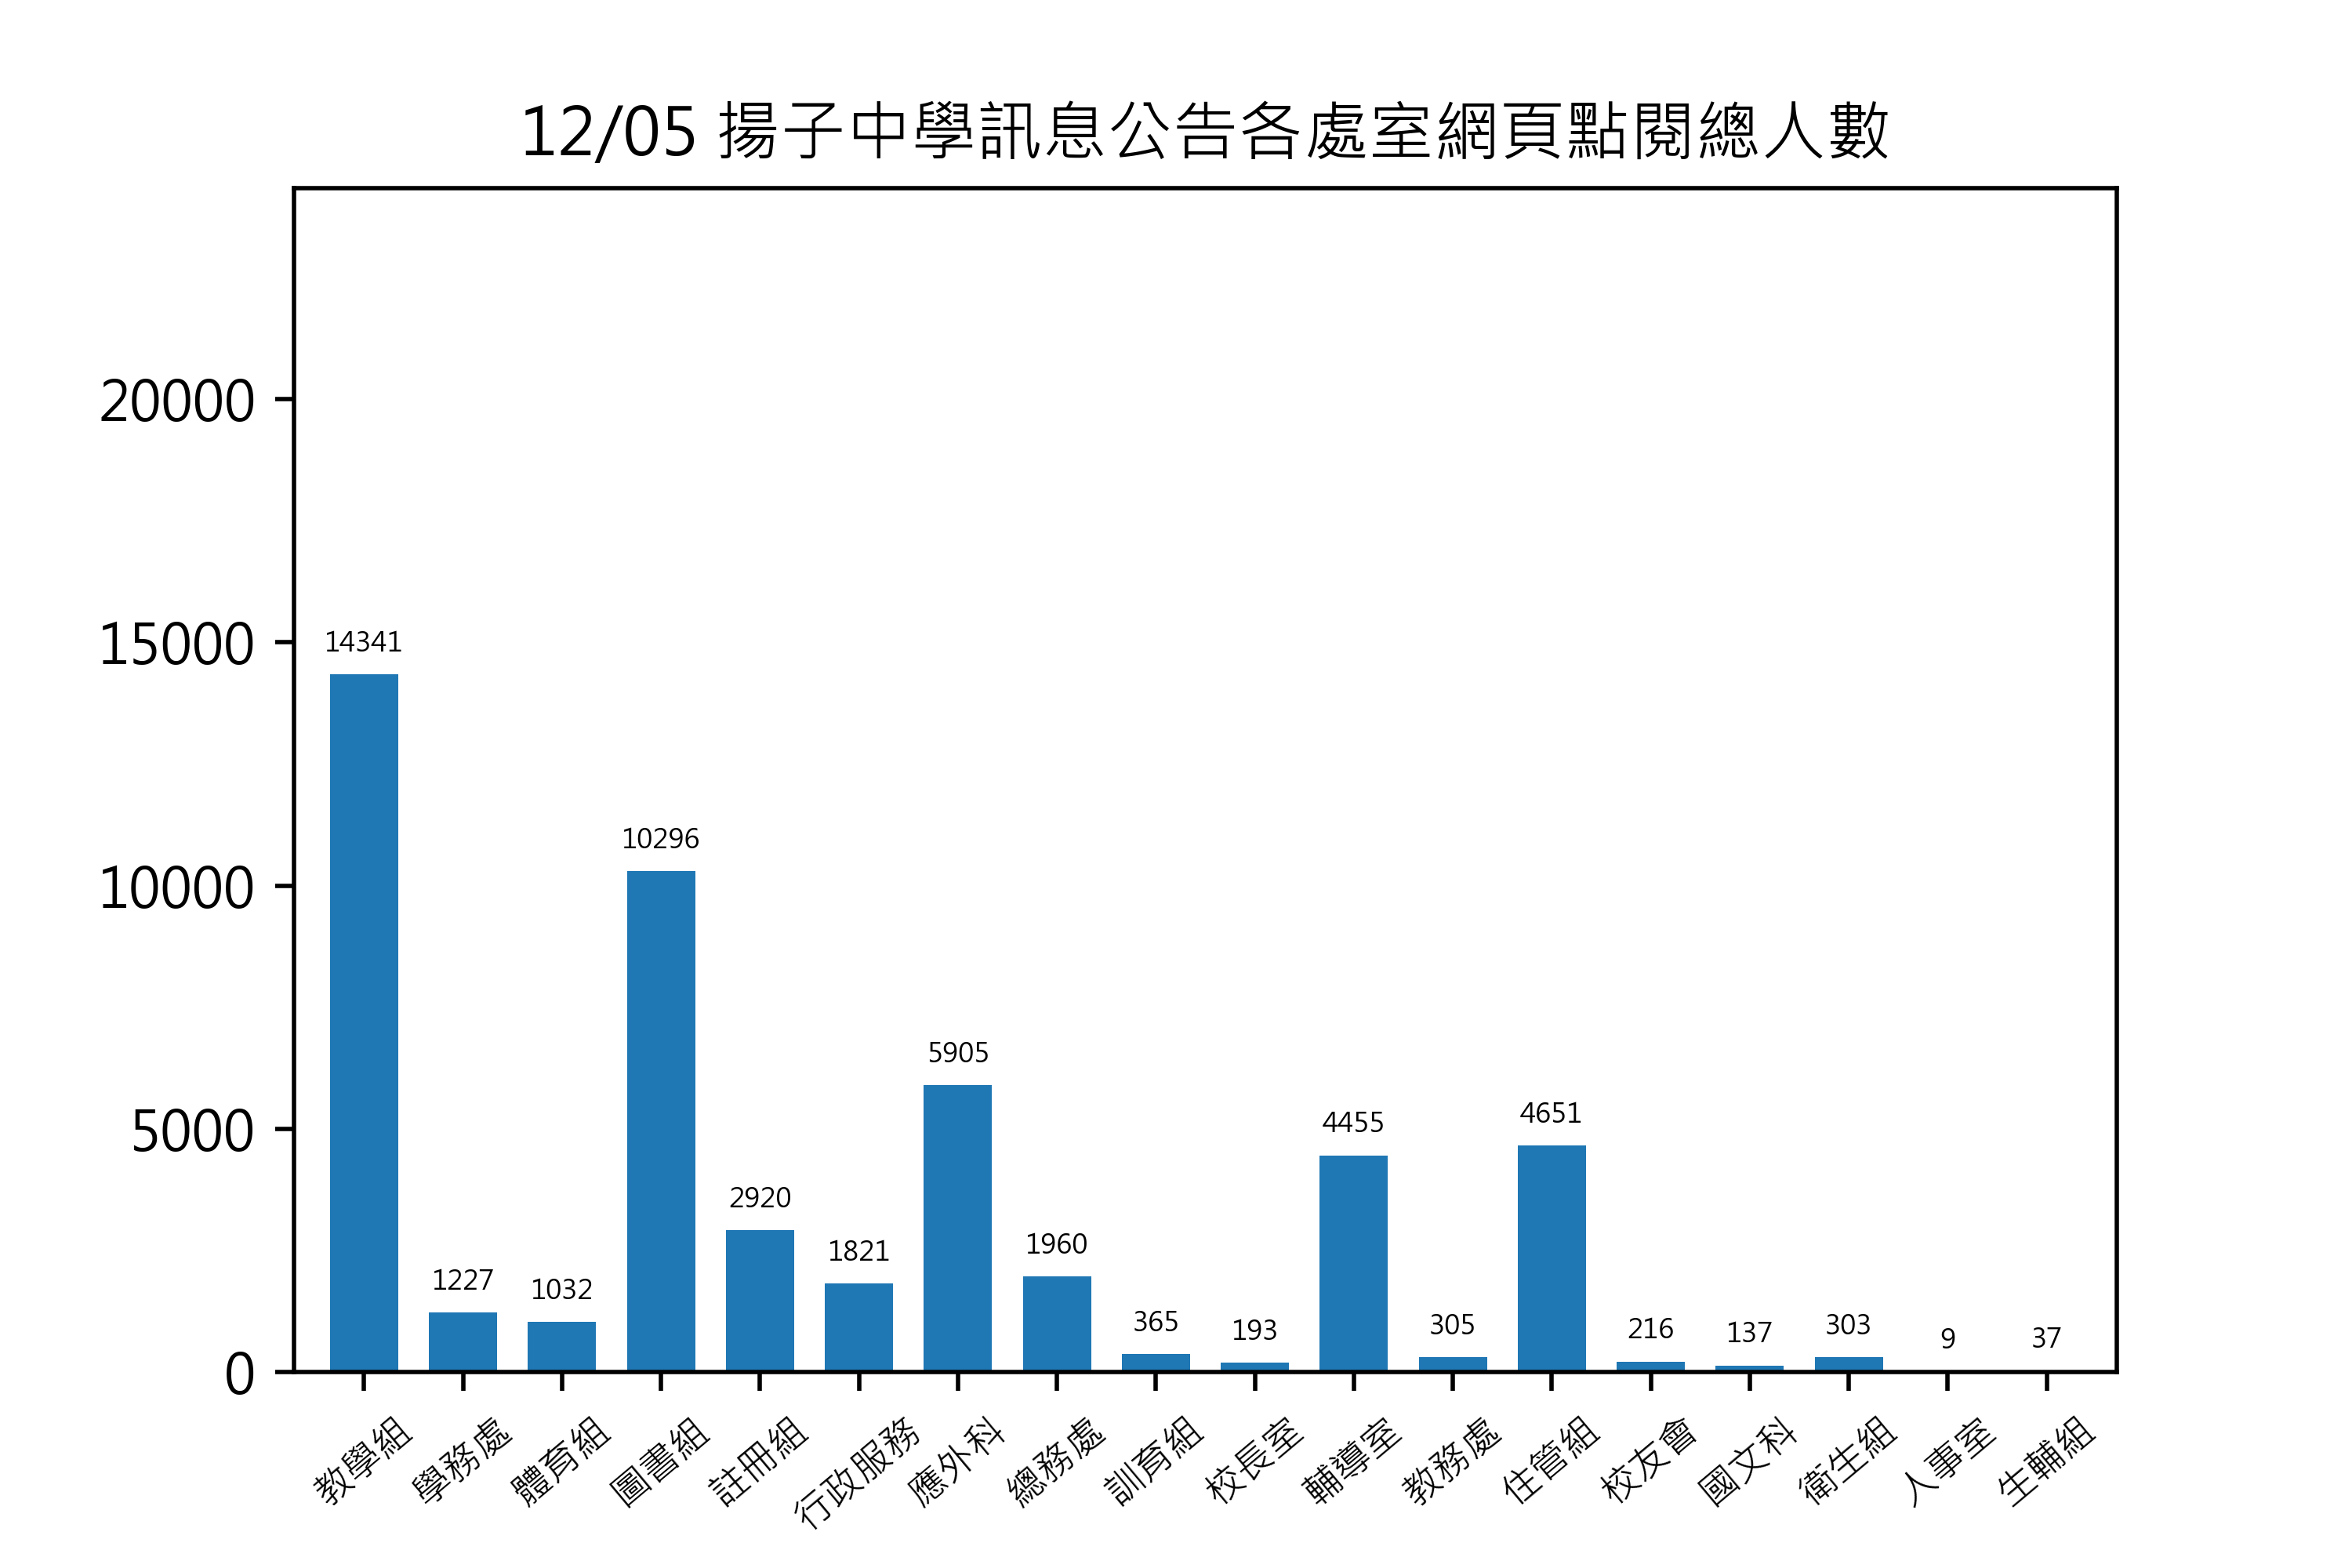 12/05 揚子中學訊息公告各處室網頁點閱總人數
20000
15000
10000
5000
0
14341
1227
1032
10296
2920
1821
5905
1960
365
193
4455
305
4651
216
137
303
9
37
教學組
學務處
體育組
圖書組
註冊組
行政服務
應外科
總務處
訓育組
校長室
輔導室
教務處
住管組
校友會
國文科
衛生組
人事室
生輔組